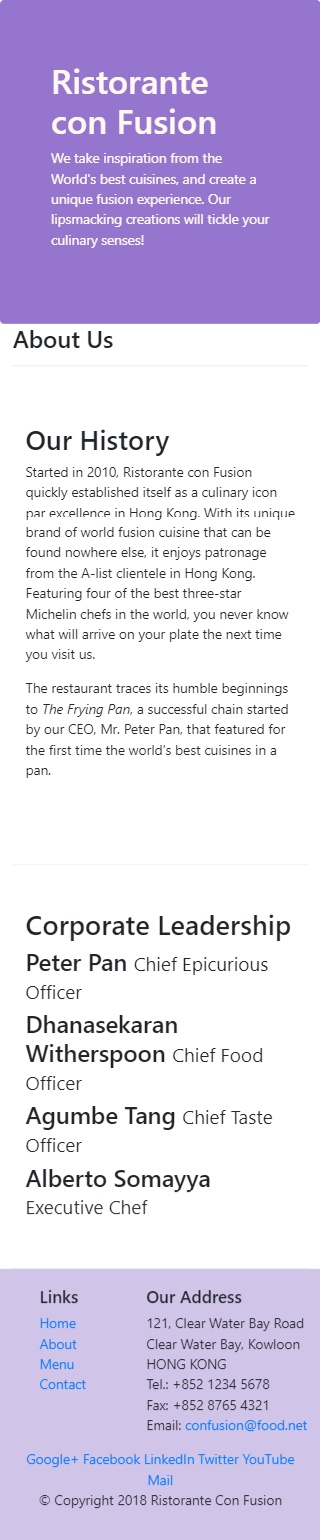 Ristorante
con Fusion
We take inspiration from the
World's best cuisines, and create a
unique fusion experience. Our
lipsmacking creations will tickle your
culinary senses!
About Us
Our History
Started in 2010, Ristorante con Fusion
quickly established itself as a culinary icon
par excellence in Hong Kong. With its unique
brand of world fusion cuisine that can be
found nowhere else, it enjoys patronage
from the A-list clientele in Hong Kong.
Featuring four of the best three-star
Michelin chefs in the world, you never know
what will arrive on your plate the next time
you visit us.
The restaurant traces its humble beginnings
to The Frying Pan, a successful chain started
by our CEO, Mr. Peter Pan, that featured for
the first time the world's best cuisines in a
pan.
Corporate Leadership
Peter Pan Chief Epicurious
Officer
Dhanasekaran
Witherspoon Chief Food
Officer
Agumbe Tang Chief Taste
Officer
Alberto Somayya
Executive Chef
Links
Home
About
Menu
Contact
Our Address
121, Clear Water Bay Road
Clear Water Bay, Kowloon
HONG KONG
Tel.: +852 1234 5678
Fax: +852 8765 4321
Email: confusion@food.net
Google+ Facebook LinkedIn Twitter YouTube
Mail
© Copyright 2018 Ristorante Con Fusion